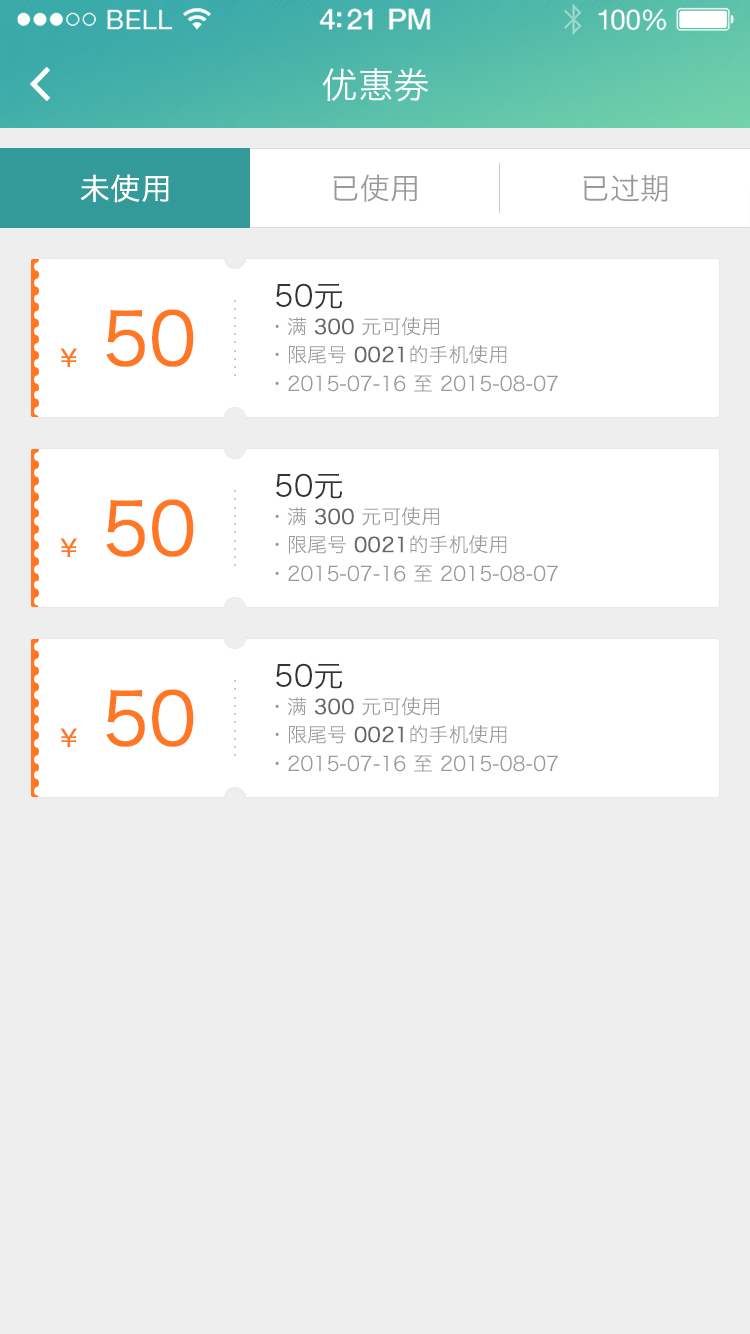 BELL 4:21 PM 100%
优惠券
未使用 已使用 已过期
50元
¥ 50
· 满 300 元可使用
· 限尾号 0021的手机使用
· 2015-07-16 至 2015-08-07
50元
¥ 50
· 满 300 元可使用
· 限尾号 0021的手机使用
· 2015-07-16 至 2015-08-07
50元
¥ 50
· 满 300 元可使用
· 限尾号 0021的手机使用
· 2015-07-16 至 2015-08-07